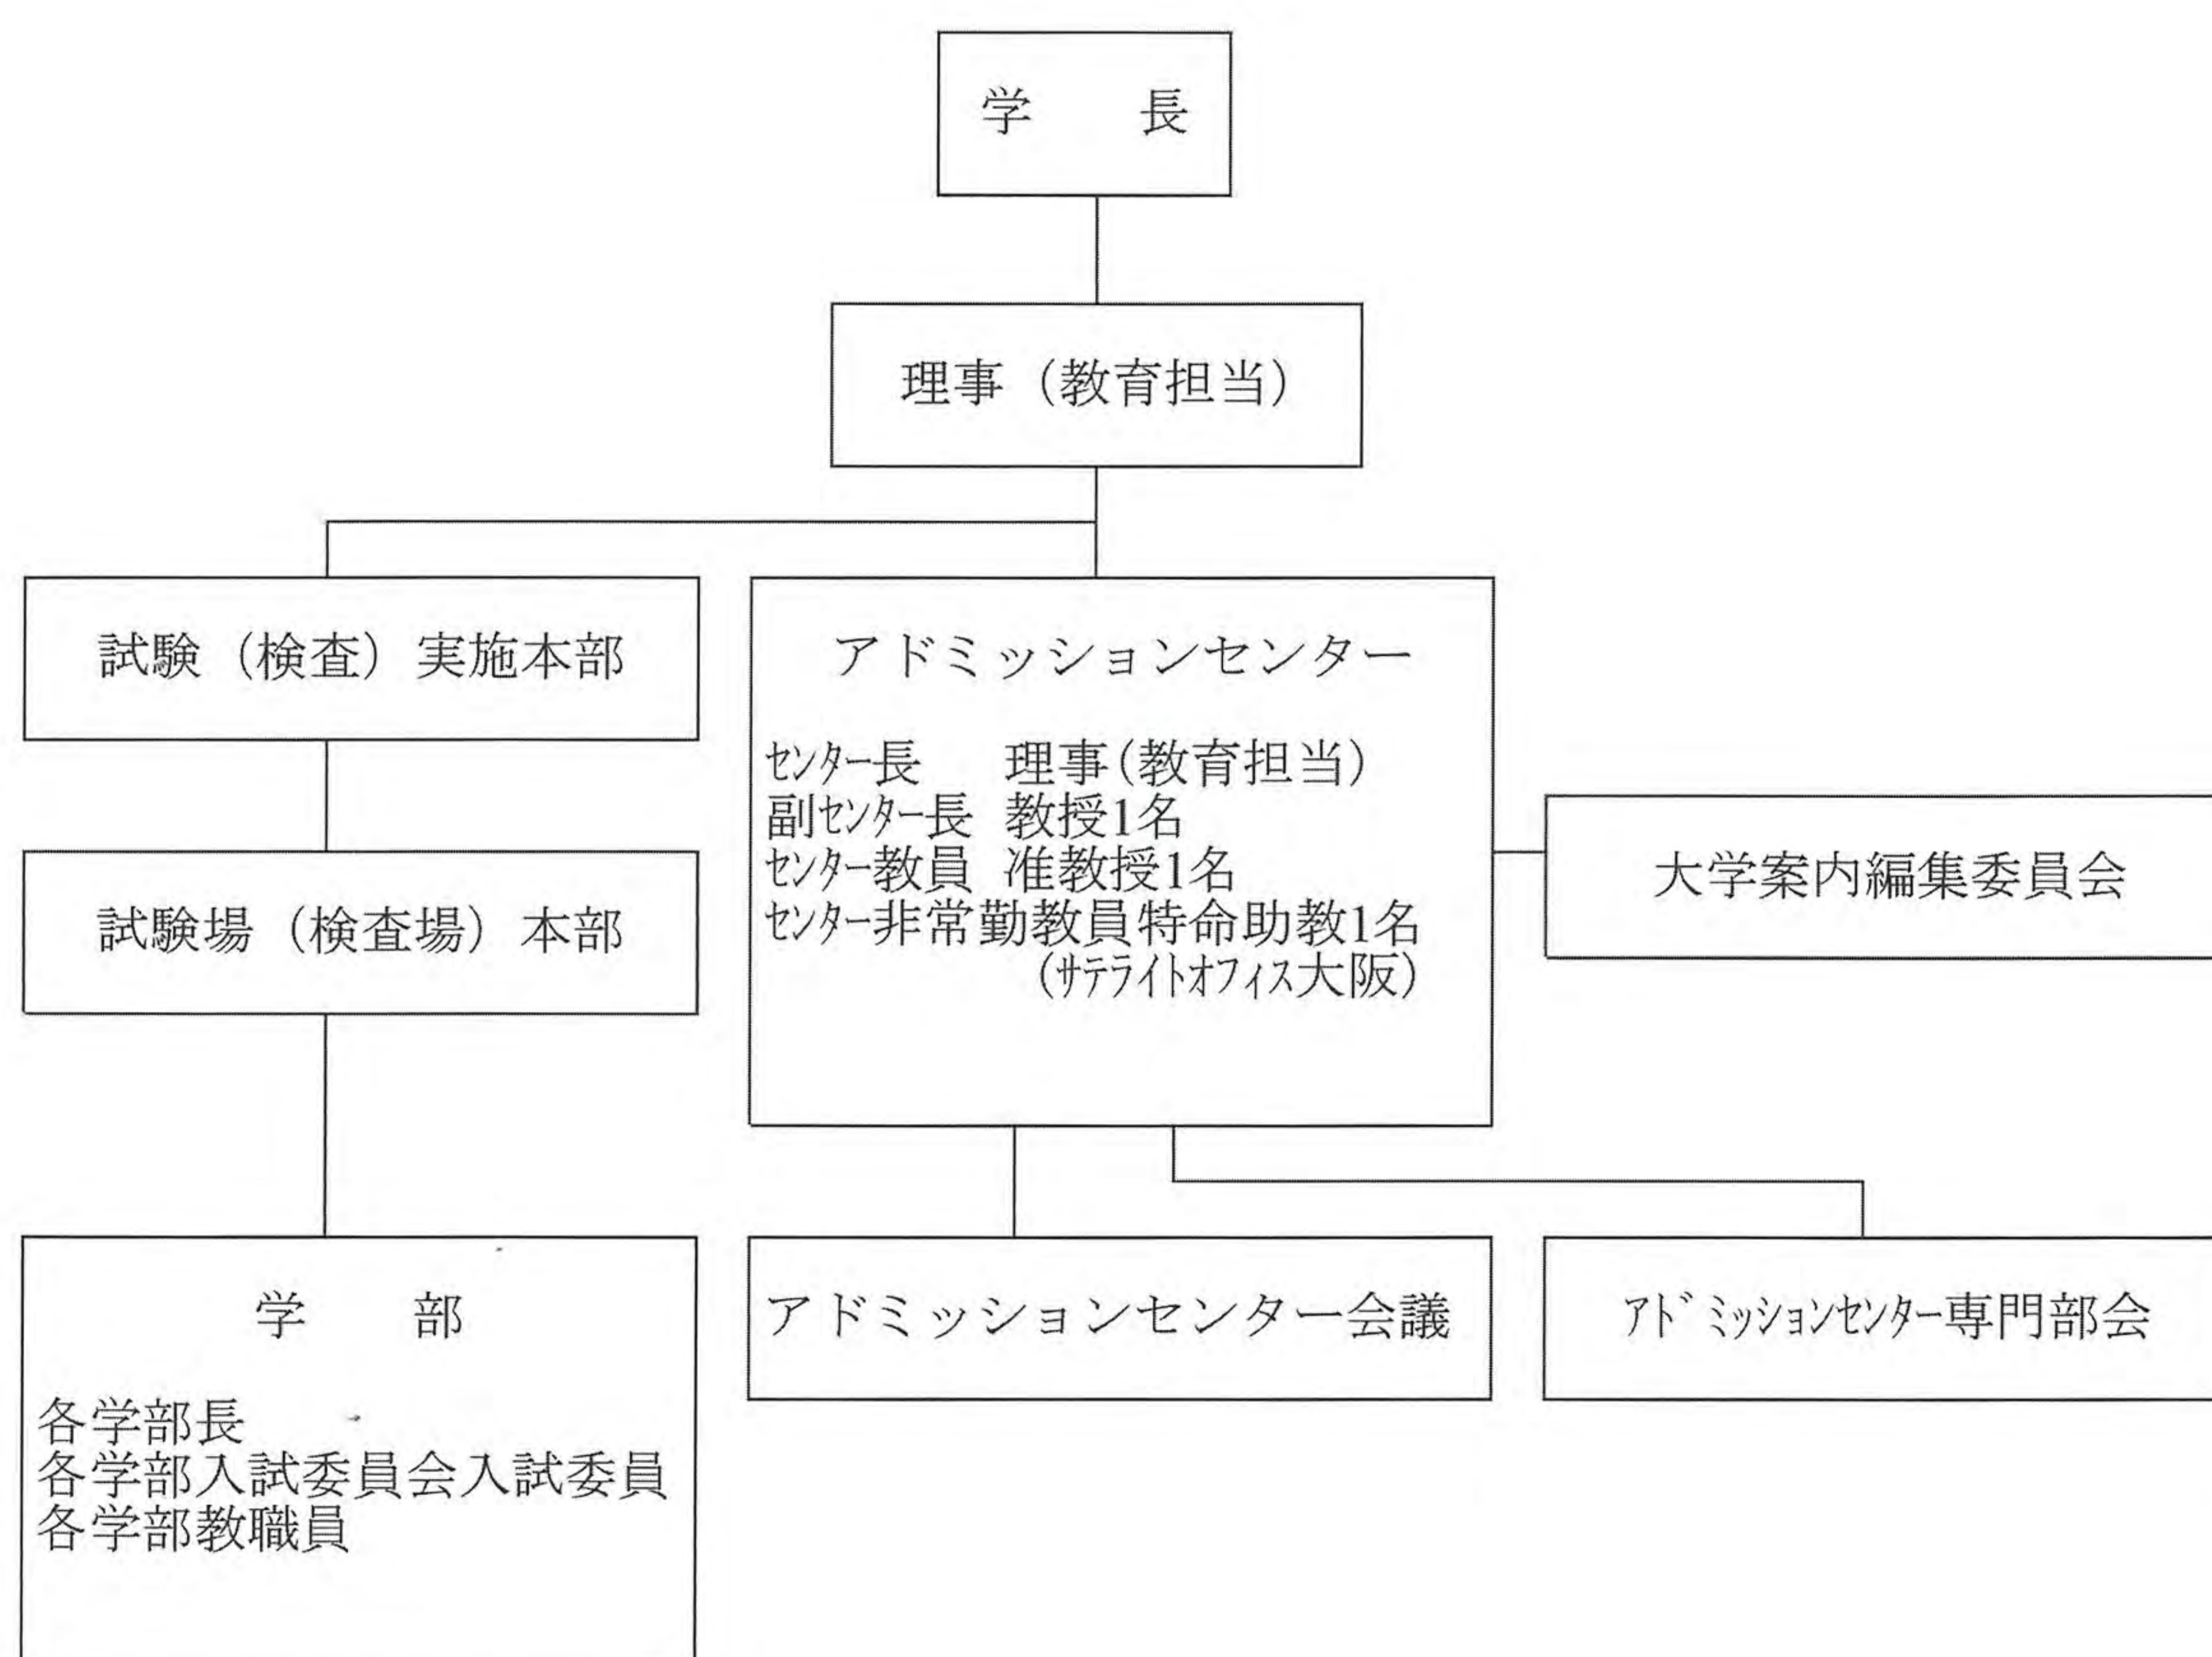 学　　長
理事（教育担当）
試験（検査）実施本部
アドミッションセンター
ｾﾝﾀｰ長　理事(教育担当)
副ｾﾝﾀｰ長 教授1名
ｾﾝﾀｰ教員 准教授1名
ｾﾝﾀｰ非常勤教員特命助教1名
(ｻﾃﾗｲﾄｵﾌｨｽ大阪)
試験場（検査場）本部
大学案内編集委員会
学　　部
各学部長
各学部入試委員会入試委員
各学部教職員
アドミッションセンター会議
ｱﾄﾞﾐｯｼｮﾝｾﾝﾀｰ専門部会